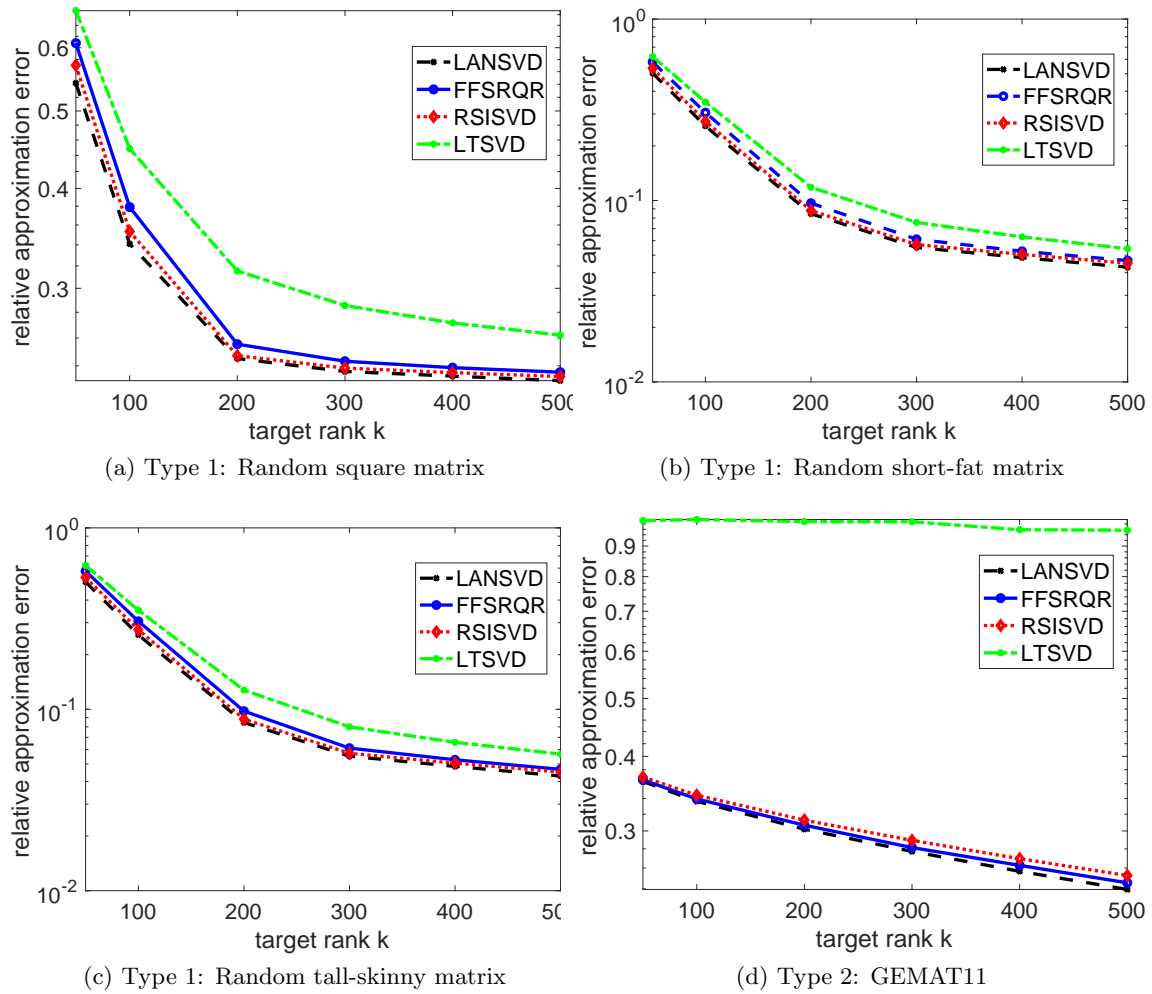 relative approximation error
0.6
0.5
0.4
0.3
LANSVD
FFSRQR
RSISVD
LTSVD
100 200 300 400 500
target rank k
(a) Type 1: Random square matrix
relative approximation error
10^0
10^-1
10^-2
LANSVD
FFSRQR
RSISVD
LTSVD
100 200 300 400 500
target rank k
(b) Type 1: Random short-fat matrix
relative approximation error
10^0
10^-1
10^-2
LANSVD
FFSRQR
RSISVD
LTSVD
100 200 300 400 500
target rank k
(c) Type 1: Random tall-skinny matrix
relative approximation error
0.9
0.8
0.7
0.6
0.5
0.4
0.3
LANSVD
FFSRQR
RSISVD
LTSVD
100 200 300 400 500
target rank k
(d) Type 2: GEMAT11